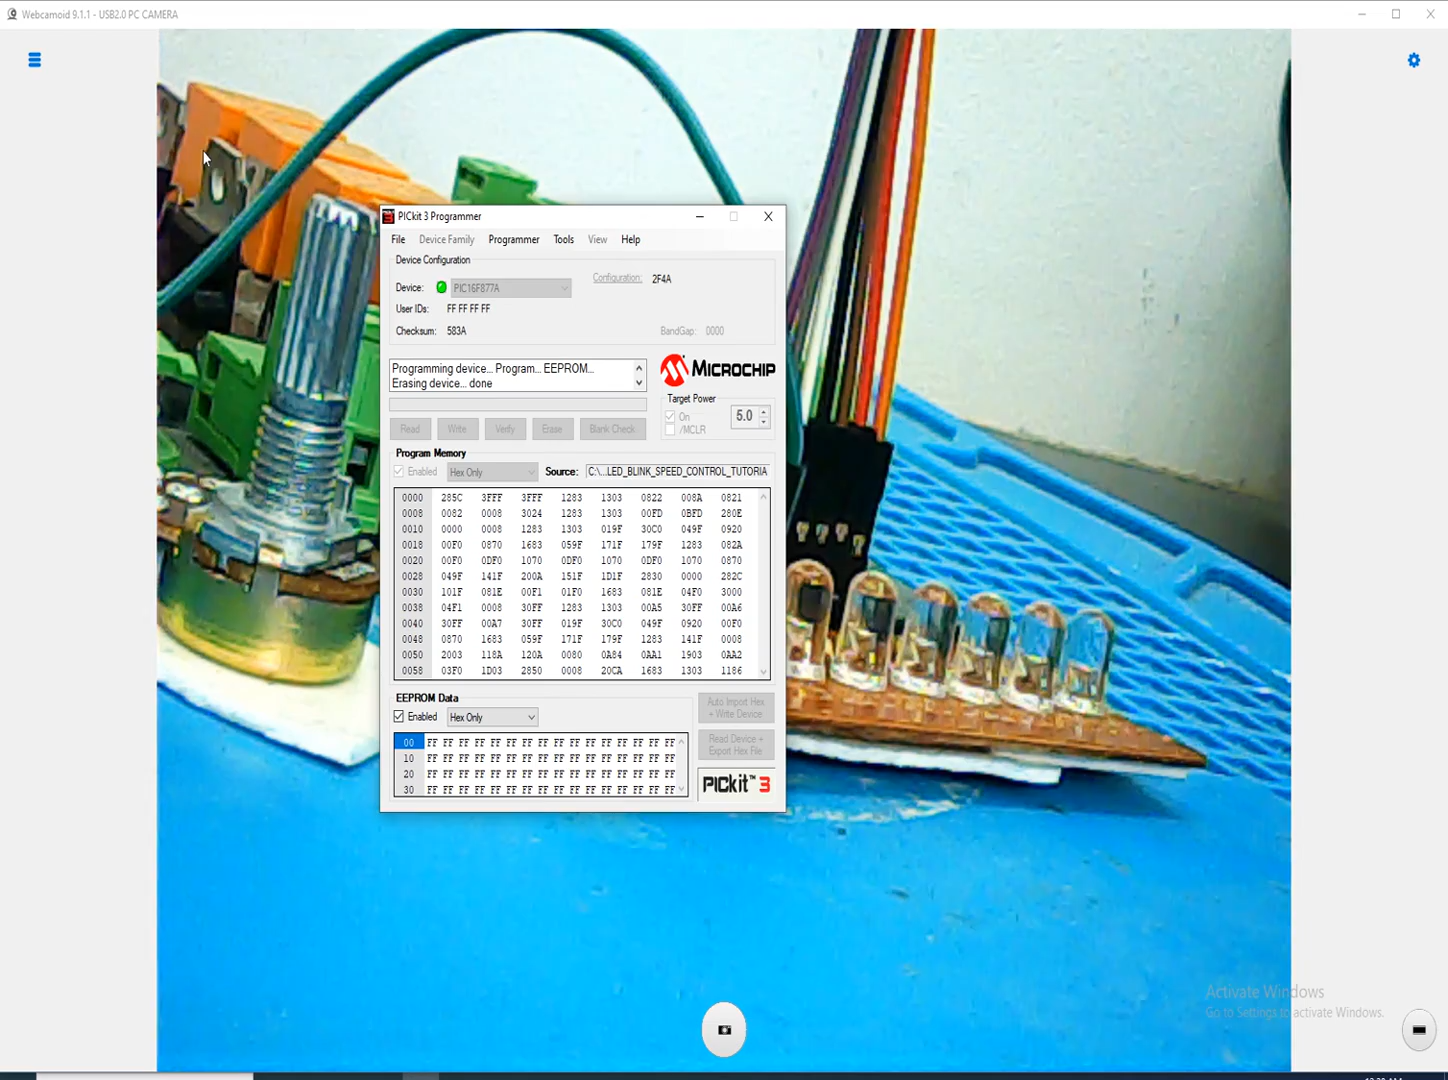 Webcamoid 9.1.1 - USB2.0 PC CAMERA
PICkit 3 Programmer
File Device Family Programmer Tools View Help
Device Configuration
Device: PIC16F877A Configuration: 2F4A
User IDs: FF FF FF FF
Checksum: 583A BandGap: 0000
Programming device... Program... EEPROM...
Erasing device... done
MICROCHIP
Target Power
On
/MCLR
5.0
Read Write Verify Erase Blank Check
Program Memory
Enabled Hex Only Source: C:\...LED_BLINK_SPEED_CONTROL_TUTORIA
0000 285C 3FFF 3FFF 1283 1303 0822 008A 0821
0008 0082 0008 3024 1283 1303 00FD 0BFD 280E
0010 0000 0008 1283 1303 019F 30C0 049F 0920
0018 00F0 0870 1683 059F 171F 179F 1283 082A
0020 00F0 0DF0 1070 0DF0 1070 0DF0 1070 0870
0028 049F 141F 200A 151F 1D1F 2830 0000 282C
0030 101F 081E 00F1 01F0 1683 081E 04F0 3000
0038 04F1 0008 30FF 1283 1303 00A5 30FF 00A6
0040 30FF 00A7 30FF 019F 30C0 049F 0920 00F0
0048 0870 1683 059F 171F 179F 1283 141F 0008
0050 2003 118A 120A 0080 0A84 0AA1 1903 0AA2
0058 03F0 1D03 2850 0008 20CA 1683 1303 1186
EEPROM Data
Enabled Hex Only
00 FF FF FF FF FF FF FF FF FF FF FF FF FF FF FF FF
10 FF FF FF FF FF FF FF FF FF FF FF FF FF FF FF FF
20 FF FF FF FF FF FF FF FF FF FF FF FF FF FF FF FF
30 FF FF FF FF FF FF FF FF FF FF FF FF FF FF FF FF
Auto Import Hex
+ Write Device
Read Device +
Export Hex File
PICkit™ 3
Activate Windows
Go to Settings to activate Windows.